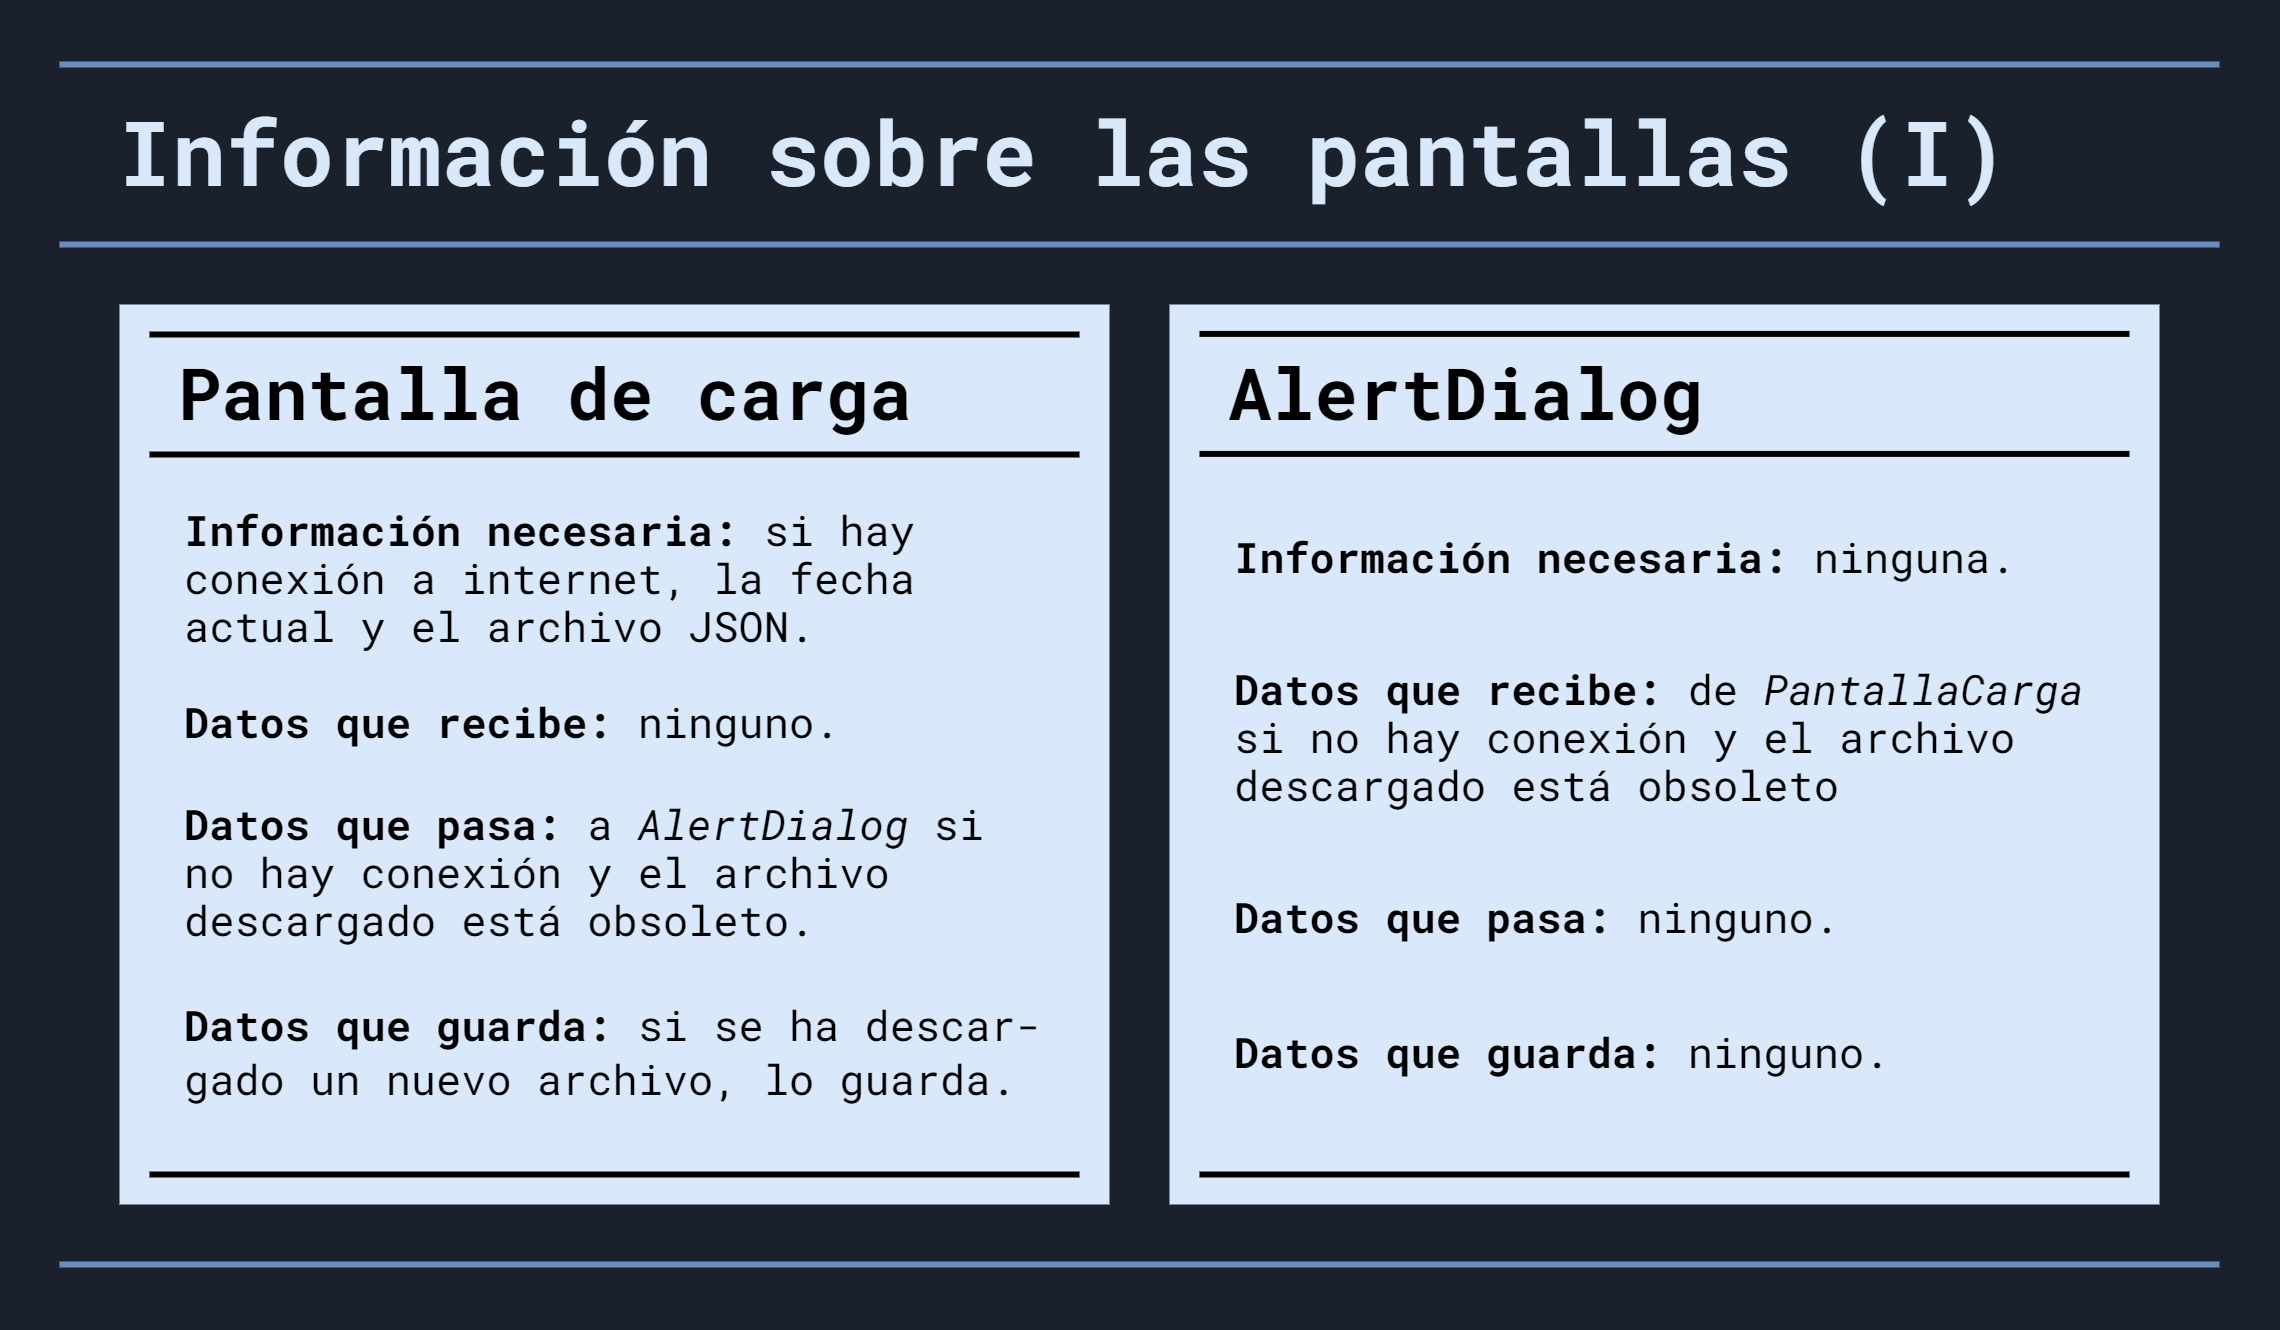 Información sobre las pantallas (I)
Pantalla de carga
Información necesaria: si hay
conexión a internet, la fecha
actual y el archivo JSON.
Datos que recibe: ninguno.
Datos que pasa: a AlertDialog si
no hay conexión y el archivo
descargado está obsoleto.
Datos que guarda: si se ha descar-
gado un nuevo archivo, lo guarda.
AlertDialog
Información necesaria: ninguna.
Datos que recibe: de PantallaCarga
si no hay conexión y el archivo
descargado está obsoleto
Datos que pasa: ninguno.
Datos que guarda: ninguno.